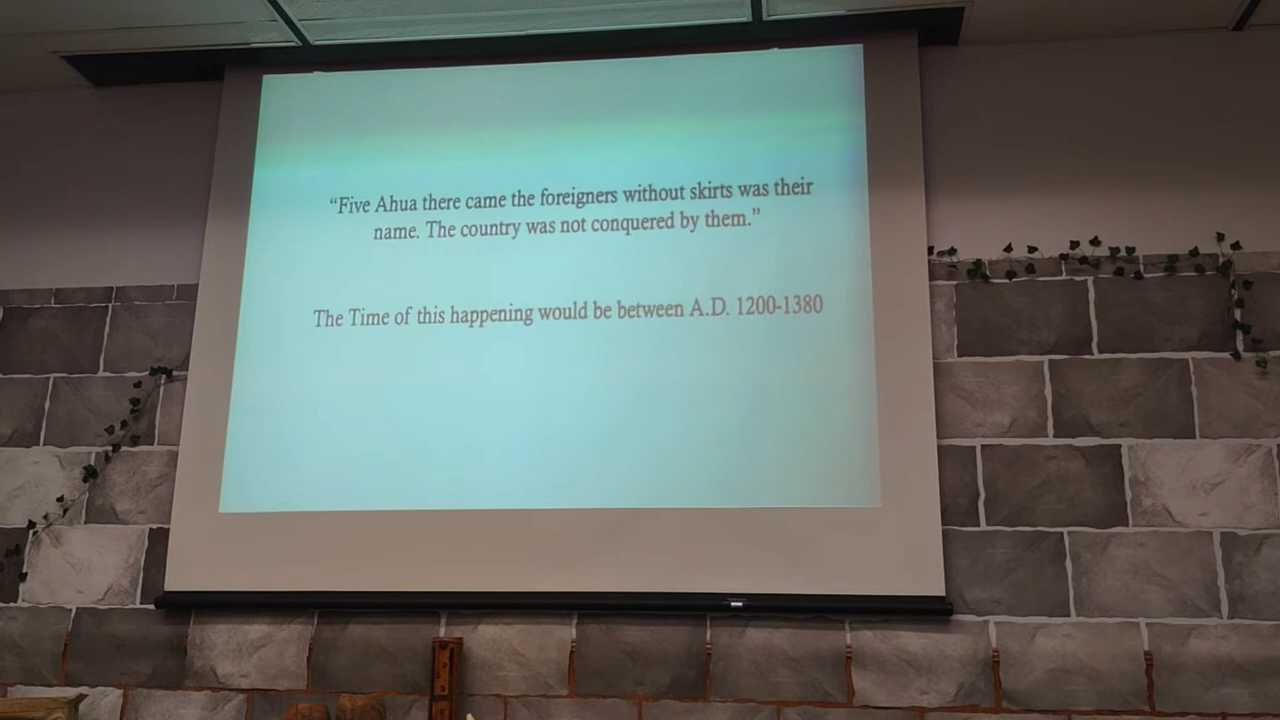 “Five Ahua there came the foreigners without skirts was their
name. The country was not conquered by them.”
The Time of this happening would be between A.D. 1200-1380